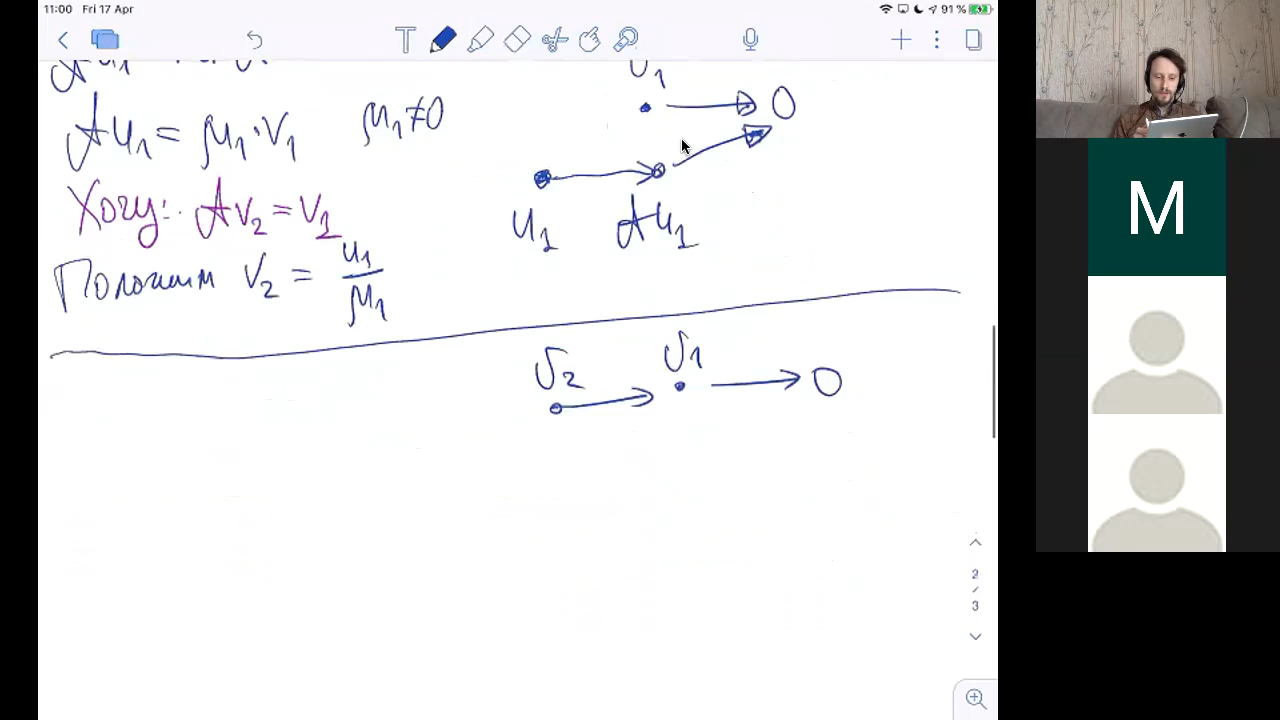 11:00 Fri 17 Apr
91 %
T
𝒜u₁ = μ₁·v₁ μ₁≠0
Хочу: 𝒜v₂ = v₁
Положим v₂ = u₁/μ₁
v₁
0
u₁ 𝒜u₁
v₂ v₁ 0
2
/
3
M